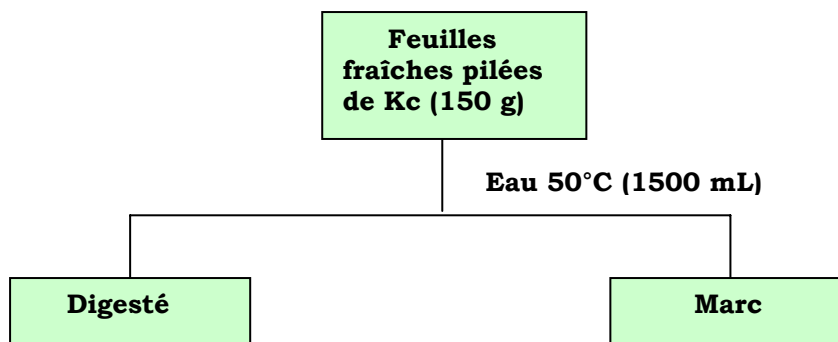 Feuilles
fraîches pilées
de Kc (150 g)
Eau 50°C (1500 mL)
Digesté
Marc